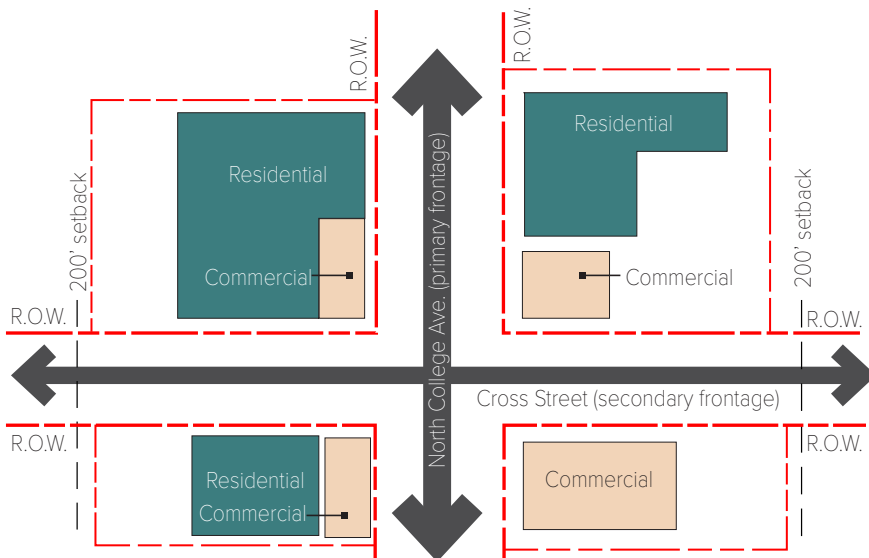 R.O.W.
R.O.W.
Residential
Residential
200' setback
Commercial
North College Ave. (primary frontage)
Commercial
200' setback
R.O.W.
R.O.W.
Cross Street (secondary frontage)
R.O.W.
R.O.W.
Residential
Commercial
Commercial